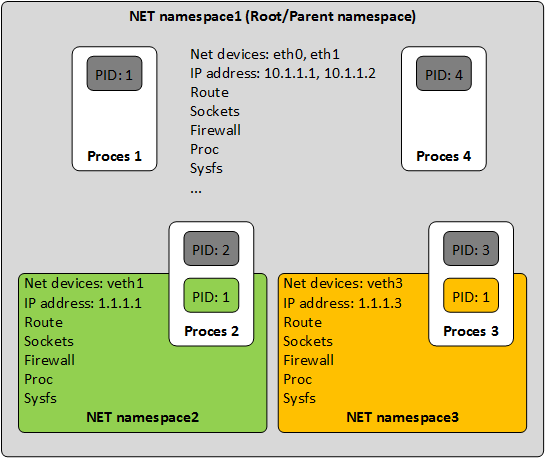 NET namespace1 (Root/Parent namespace)
PID: 1
Proces 1
Net devices: eth0, eth1
IP address: 10.1.1.1, 10.1.1.2
Route
Sockets
Firewall
Proc
Sysfs
...
PID: 4
Proces 4
Net devices: veth1
IP address: 1.1.1.1
Route
Sockets
Firewall
Proc
Sysfs
PID: 2
PID: 1
Proces 2
NET namespace2
Net devices: veth3
IP address: 1.1.1.3
Route
Sockets
Firewall
Proc
Sysfs
PID: 3
PID: 1
Proces 3
NET namespace3